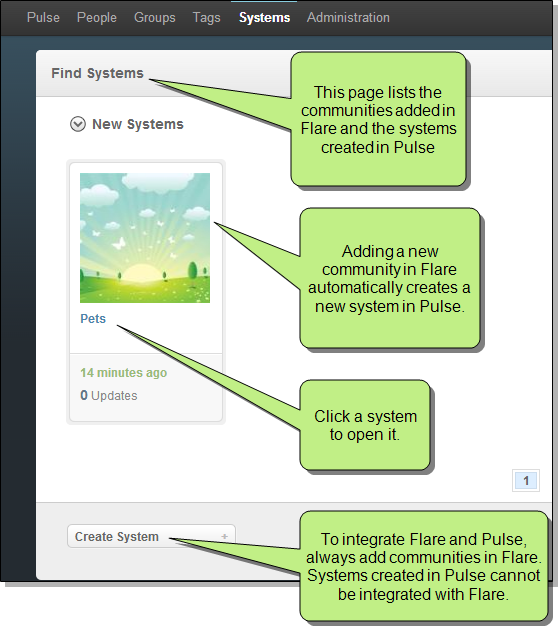 Pulse People Groups Tags Systems Administration
Find Systems
This page lists the
communities added in
Flare and the systems
created in Pulse
New Systems
Adding a new
community in Flare
automatically creates a
new system in Pulse.
Pets
14 minutes ago
0 Updates
Click a system
to open it.
1
Create System +
To integrate Flare and Pulse,
always add communities in Flare.
Systems created in Pulse cannot
be integrated with Flare.